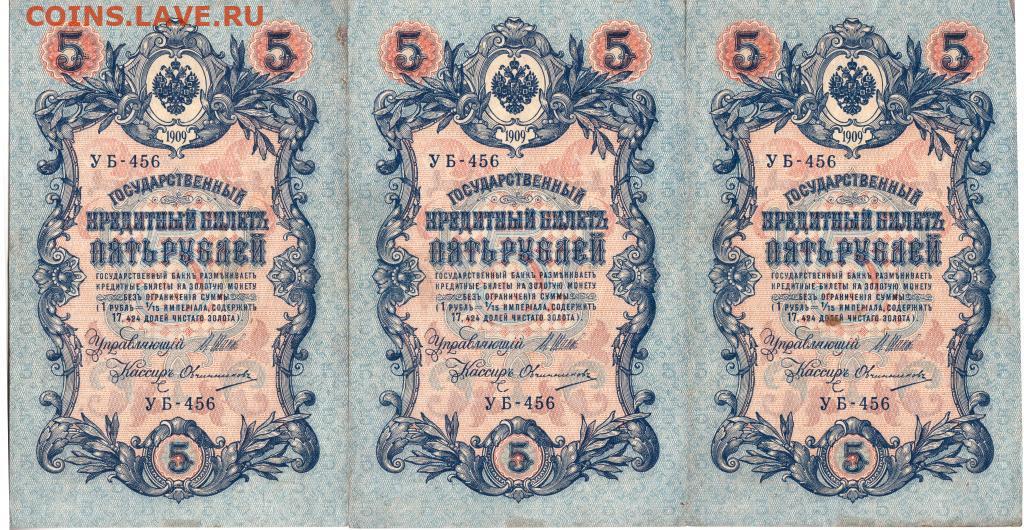 COINS.LAVE.RU
5 5
1909
УБ-456
ГОСУДАРСТВЕННЫЙ
КРЕДИТНЫЙ БИЛЕТЪ
ПЯТЬ РУБЛЕЙ
ГОСУДАРСТВЕННЫЙ БАНКЪ РАЗМѢНИВАЕТЪ
КРЕДИТНЫЕ БИЛЕТЫ НА ЗОЛОТУЮ МОНЕТУ
БЕЗЪ ОГРАНИЧЕНІЯ СУММЫ
(1 РУБЛЬ = 1/15 ИМПЕРІАЛА, СОДЕРЖИТЪ
17,424 ДОЛЕЙ ЧИСТАГО ЗОЛОТА).
Управляющій
Кассиръ Овчинниковъ
УБ-456
5
5 5
1909
УБ-456
ГОСУДАРСТВЕННЫЙ
КРЕДИТНЫЙ БИЛЕТЪ
ПЯТЬ РУБЛЕЙ
ГОСУДАРСТВЕННЫЙ БАНКЪ РАЗМѢНИВАЕТЪ
КРЕДИТНЫЕ БИЛЕТЫ НА ЗОЛОТУЮ МОНЕТУ
БЕЗЪ ОГРАНИЧЕНІЯ СУММЫ
(1 РУБЛЬ = 1/15 ИМПЕРІАЛА, СОДЕРЖИТЪ
17,424 ДОЛЕЙ ЧИСТАГО ЗОЛОТА).
Управляющій
Кассиръ Овчинниковъ
УБ-456
5
5 5
1909
УБ-456
ГОСУДАРСТВЕННЫЙ
КРЕДИТНЫЙ БИЛЕТЪ
ПЯТЬ РУБЛЕЙ
ГОСУДАРСТВЕННЫЙ БАНКЪ РАЗМѢНИВАЕТЪ
КРЕДИТНЫЕ БИЛЕТЫ НА ЗОЛОТУЮ МОНЕТУ
БЕЗЪ ОГРАНИЧЕНІЯ СУММЫ
(1 РУБЛЬ = 1/15 ИМПЕРІАЛА, СОДЕРЖИТЪ
17,424 ДОЛЕЙ ЧИСТАГО ЗОЛОТА).
Управляющій
Кассиръ Овчинниковъ
УБ-456
5